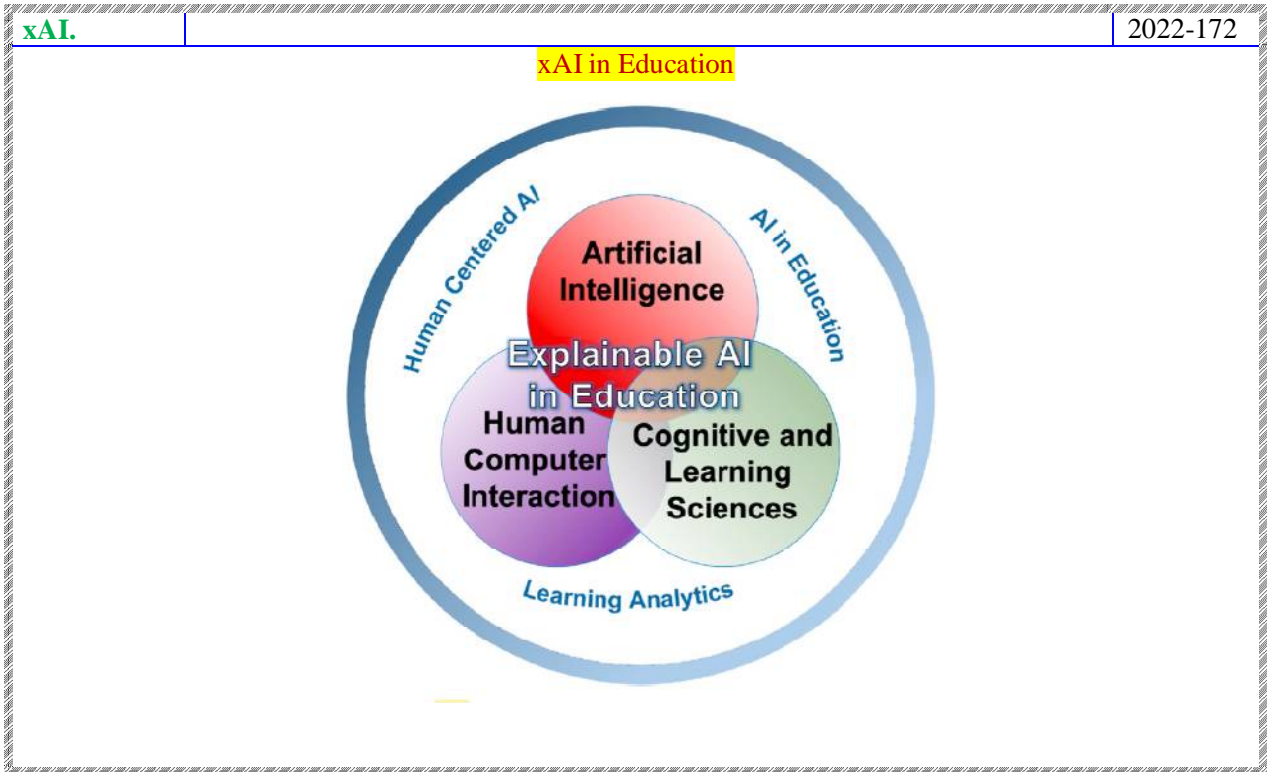 xAI.
2022-172
xAI in Education
Human Centered AI
AI in Education
Artificial
Intelligence
Explainable AI
in Education
Human
Computer
Interaction
Cognitive and
Learning
Sciences
Learning Analytics